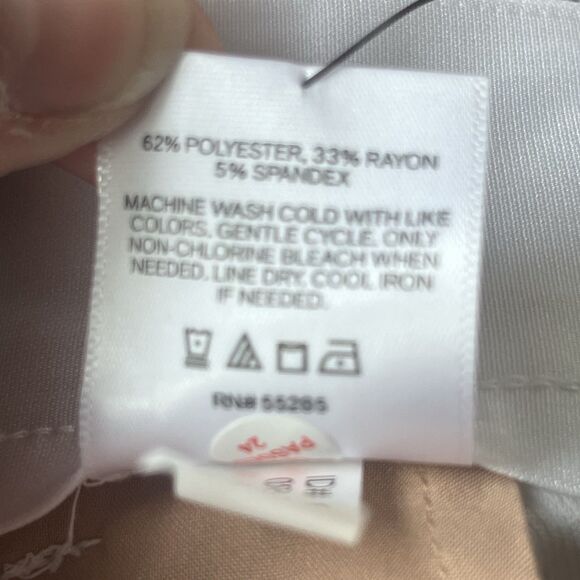 62% POLYESTER, 33% RAYON
5% SPANDEX
MACHINE WASH COLD WITH LIKE
COLORS. GENTLE CYCLE. ONLY
NON-CHLORINE BLEACH WHEN
NEEDED. LINE DRY. COOL IRON
IF NEEDED.
RN# 55285
24